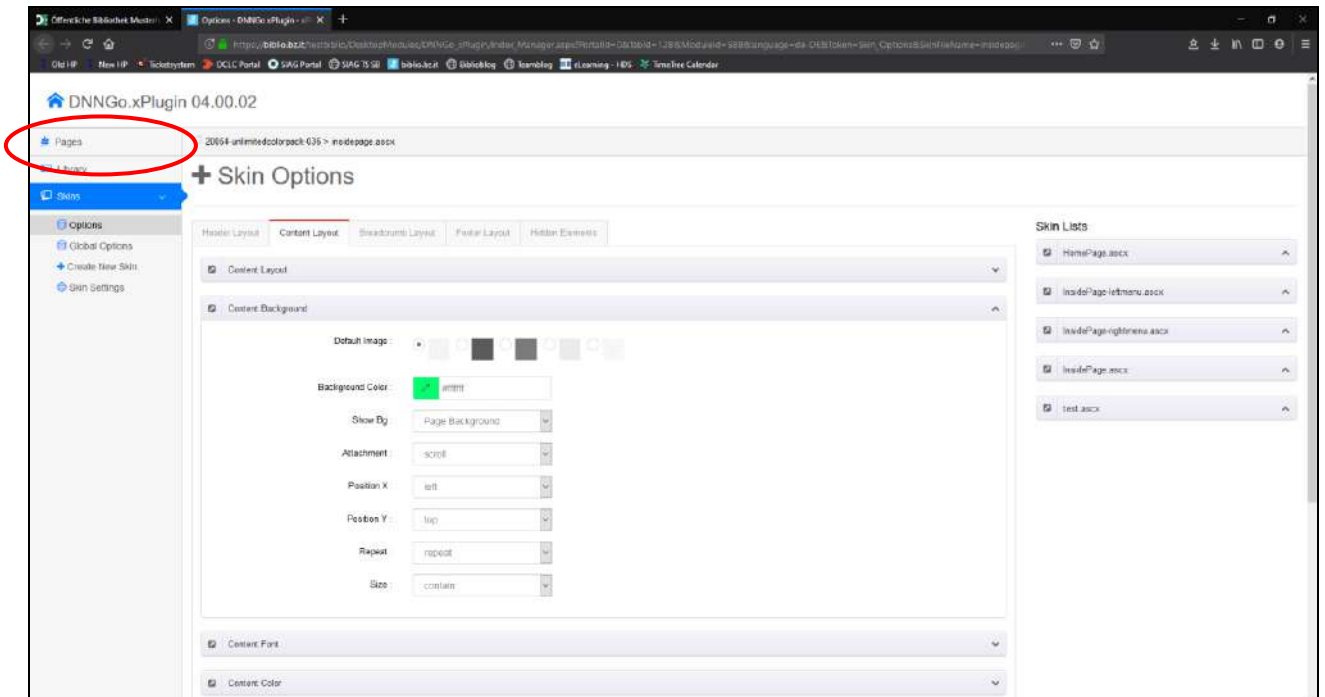 Öffentliche Bibliothek
Options - DNNGo.xPlugin
Old HP New HP Ticketsystem OCLC Portal SIAG Portal SIAG TS SB biblio.bz.it Biblioblog learnblog eLearning - HDS TimeTree Calendar
DNNGo.xPlugin 04.00.02
Pages
20064-unlimitedcolorpack-036 > insidepage.ascx
Library
Skin Options
Skins
Options
Global Options
Create New Skin
Skin Settings
Header Layout Content Layout Breadcrumb Layout Footer Layout Hidden Elements
Content Layout
Content Background
Default Image :
Background Color :
Show Bg Page Background
Attachment scroll
Position X left
Position Y : top
Repeat repeat
Size : contain
Content Font
Content Color
Skin Lists
HomePage.ascx
InsidePage-leftmenu.ascx
InsidePage-rightmenu.ascx
InsidePage.ascx
test.ascx